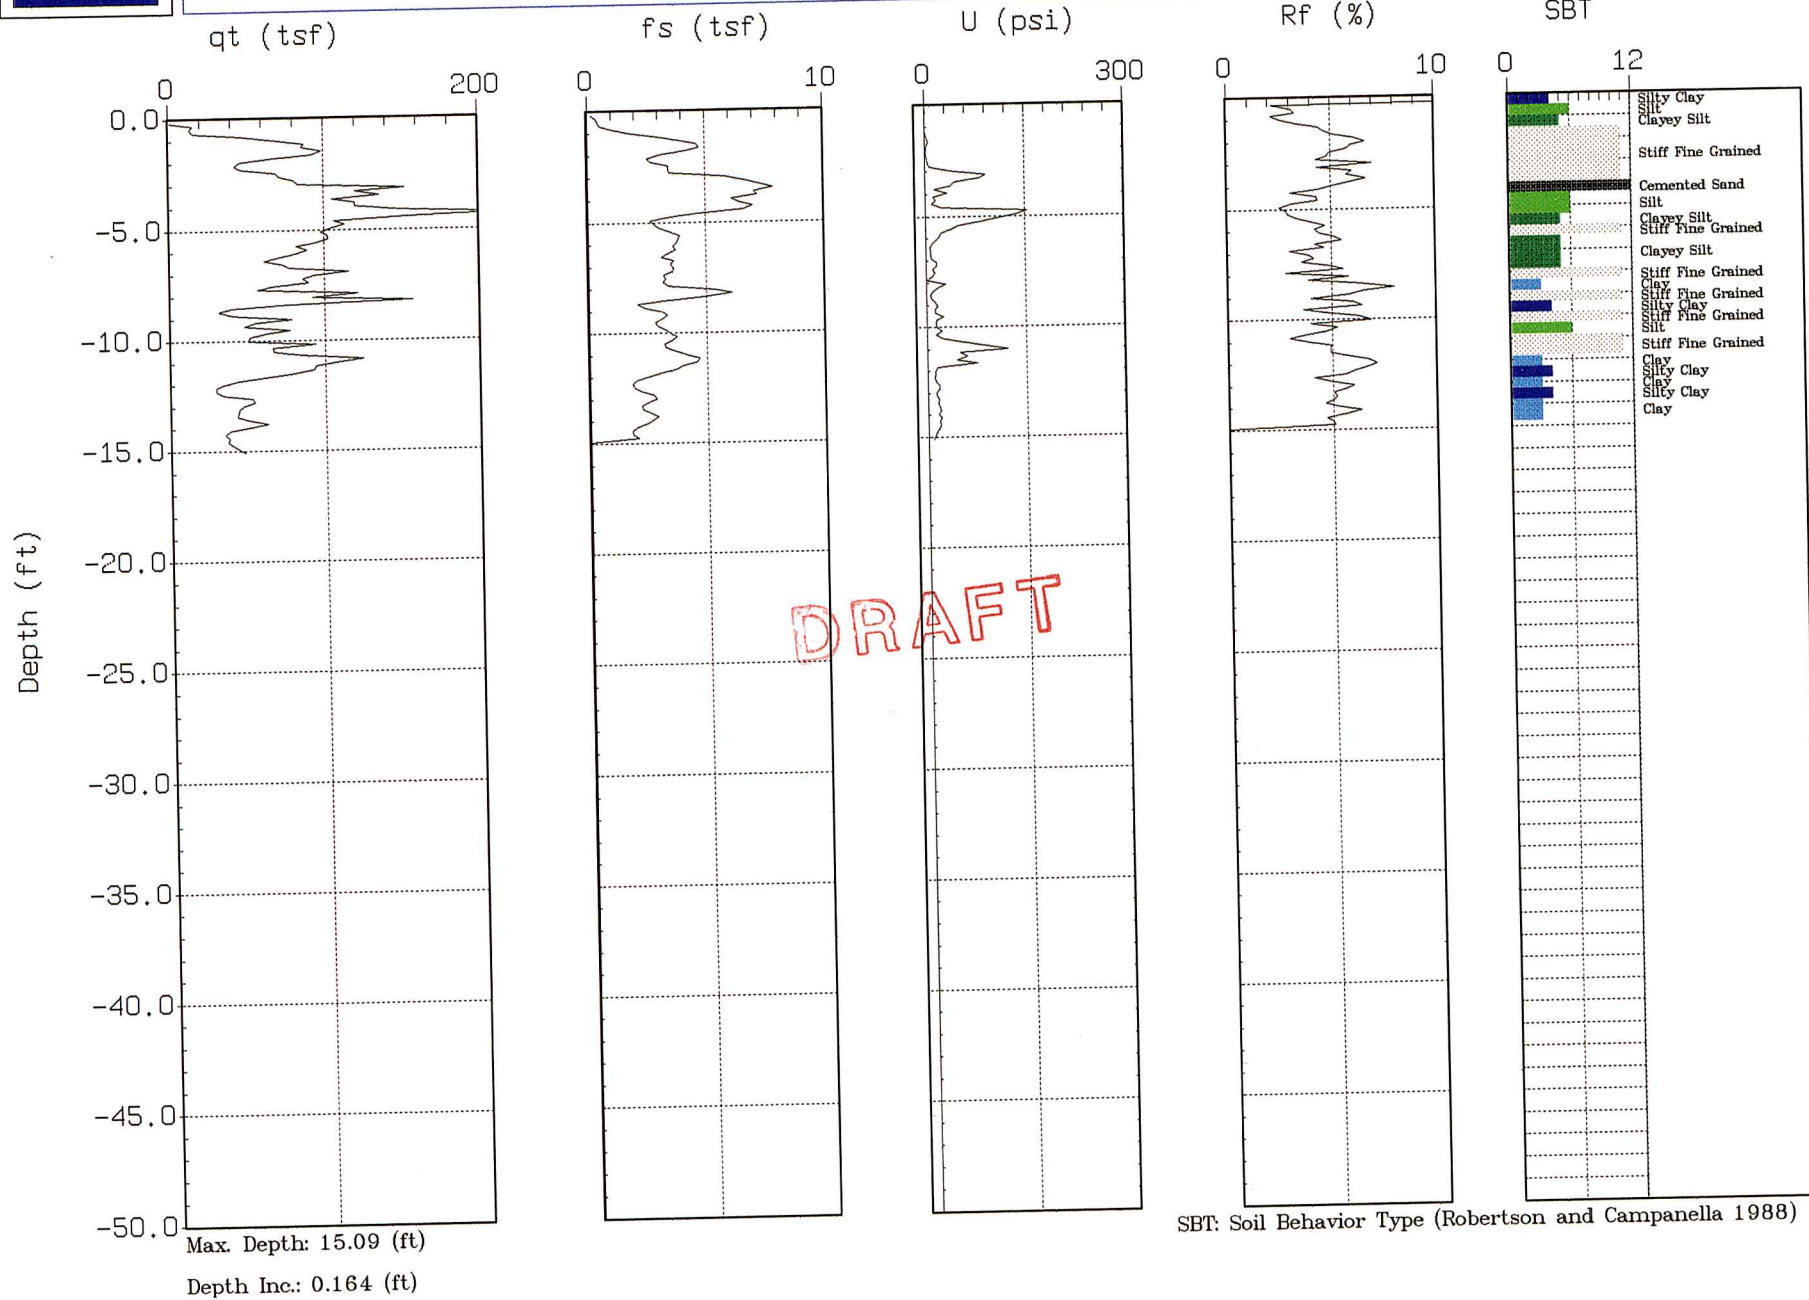 qt (tsf)
fs (tsf)
U (psi)
Rf (%)
SBT
0 200
0 10
0 300
0 10
0 12
Depth (ft)
0.0
-5.0
-10.0
-15.0
-20.0
-25.0
-30.0
-35.0
-40.0
-45.0
-50.0
Silty Clay
Silt
Clayey Silt
Stiff Fine Grained
Cemented Sand
Silt
Clayey Silt
Stiff Fine Grained
Clayey Silt
Stiff Fine Grained
Clay
Stiff Fine Grained
Silty Clay
Stiff Fine Grained
Silt
Stiff Fine Grained
Clay
Silty Clay
Clay
Silty Clay
Clay
DRAFT
Max. Depth: 15.09 (ft)
Depth Inc.: 0.164 (ft)
SBT: Soil Behavior Type (Robertson and Campanella 1988)